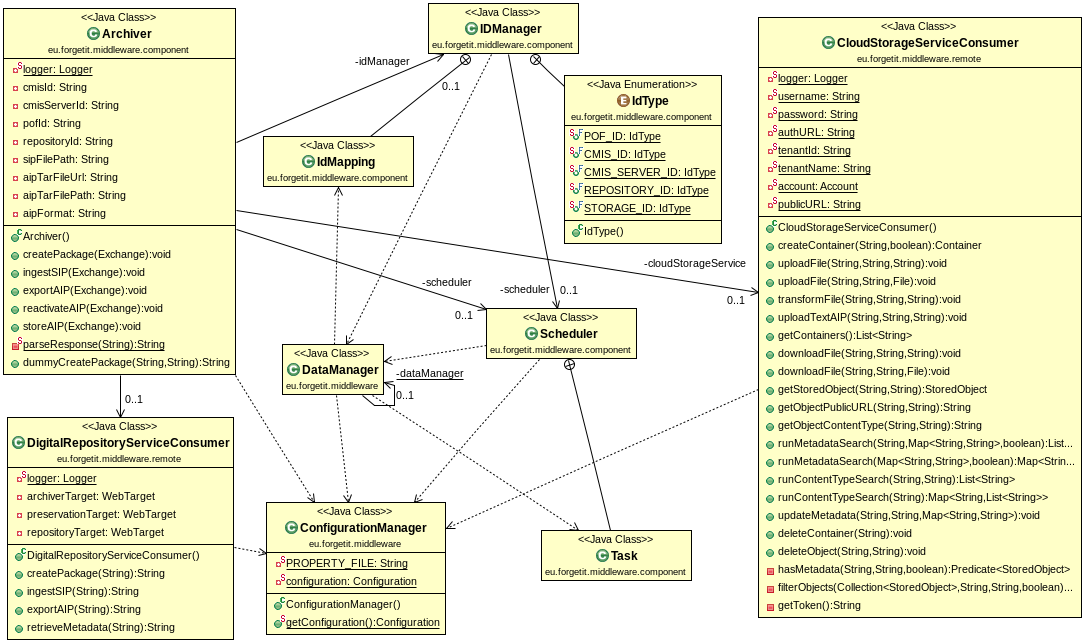 <<Java Class>>
Archiver
eu.forgetit.middleware.component
logger: Logger
cmisId: String
cmisServerId: String
pofId: String
repositoryId: String
sipFilePath: String
aipTarFileUrl: String
aipTarFilePath: String
aipFormat: String
Archiver()
createPackage(Exchange):void
ingestSIP(Exchange):void
exportAIP(Exchange):void
reactivateAIP(Exchange):void
storeAIP(Exchange):void
parseResponse(String):String
dummyCreatePackage(String,String):String
<<Java Class>>
IDManager
eu.forgetit.middleware.component
-idManager
0..1
<<Java Class>>
IdMapping
eu.forgetit.middleware.component
<<Java Enumeration>>
IdType
eu.forgetit.middleware.component
POF_ID: IdType
CMIS_ID: IdType
CMIS_SERVER_ID: IdType
REPOSITORY_ID: IdType
STORAGE_ID: IdType
IdType()
<<Java Class>>
CloudStorageServiceConsumer
eu.forgetit.middleware.remote
logger: Logger
username: String
password: String
authURL: String
tenantId: String
tenantName: String
account: Account
publicURL: String
CloudStorageServiceConsumer()
createContainer(String,boolean):Container
uploadFile(String,String,String):void
uploadFile(String,String,File):void
transformFile(String,String,String):void
uploadTextAIP(String,String,String):void
getContainers():List<String>
downloadFile(String,String,String):void
downloadFile(String,String,File):void
getStoredObject(String,String):StoredObject
getObjectPublicURL(String,String):String
getObjectContentType(String,String):String
runMetadataSearch(String,Map<String,String>,boolean):List...
runMetadataSearch(Map<String,String>,boolean):Map<Strin...
runContentTypeSearch(String,String):List<String>
runContentTypeSearch(String):Map<String,List<String>>
updateMetadata(String,String,Map<String,String>):void
deleteContainer(String):void
deleteObject(String,String):void
hasMetadata(String,String,boolean):Predicate<StoredObject>
filterObjects(Collection<StoredObject>,String,String,boolean)...
getToken():String
-cloudStorageService
0..1
-scheduler
0..1
-scheduler
0..1
<<Java Class>>
Scheduler
eu.forgetit.middleware.component
<<Java Class>>
DataManager
eu.forgetit.middleware
-dataManager
0..1
0..1
<<Java Class>>
DigitalRepositoryServiceConsumer
eu.forgetit.middleware.remote
logger: Logger
archiverTarget: WebTarget
preservationTarget: WebTarget
repositoryTarget: WebTarget
DigitalRepositoryServiceConsumer()
createPackage(String):String
ingestSIP(String):String
exportAIP(String):String
retrieveMetadata(String):String
<<Java Class>>
ConfigurationManager
eu.forgetit.middleware
PROPERTY_FILE: String
configuration: Configuration
ConfigurationManager()
getConfiguration():Configuration
<<Java Class>>
Task
eu.forgetit.middleware.component